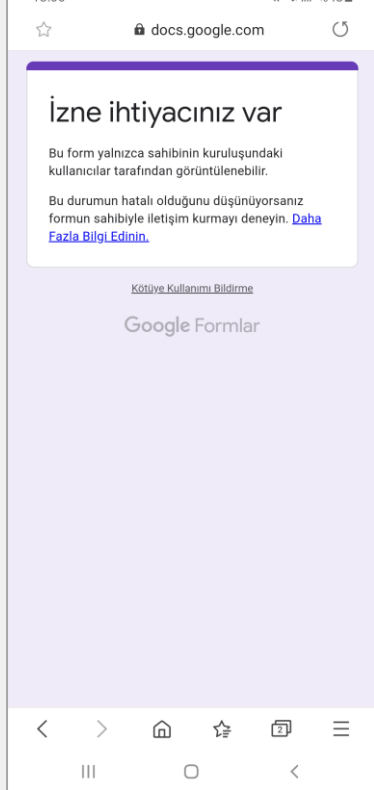 docs.google.com
İzne ihtiyacınız var
Bu form yalnızca sahibinin kuruluşundaki
kullanıcılar tarafından görüntülenebilir.
Bu durumun hatalı olduğunu düşünüyorsanız
formun sahibiyle iletişim kurmayı deneyin. Daha
Fazla Bilgi Edinin.
Kötüye Kullanımı Bildirme
Google Formlar
2